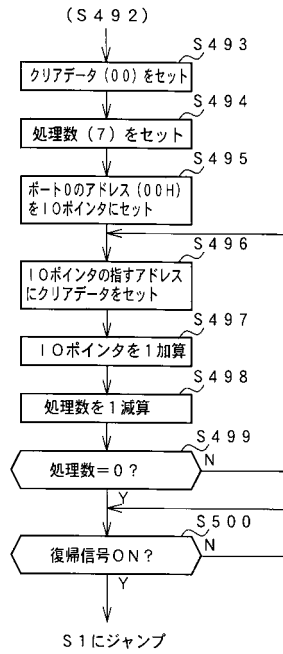 (S492)
S493
クリアデータ(00)をセット
S494
処理数(7)をセット
S495
ポート0のアドレス(00H)
をIOポインタにセット
S496
IOポインタの指すアドレス
にクリアデータをセット
S497
IOポインタを1加算
S498
処理数を1減算
S499
処理数=0?
N
Y
S500
復帰信号ON?
N
Y
S1にジャンプ